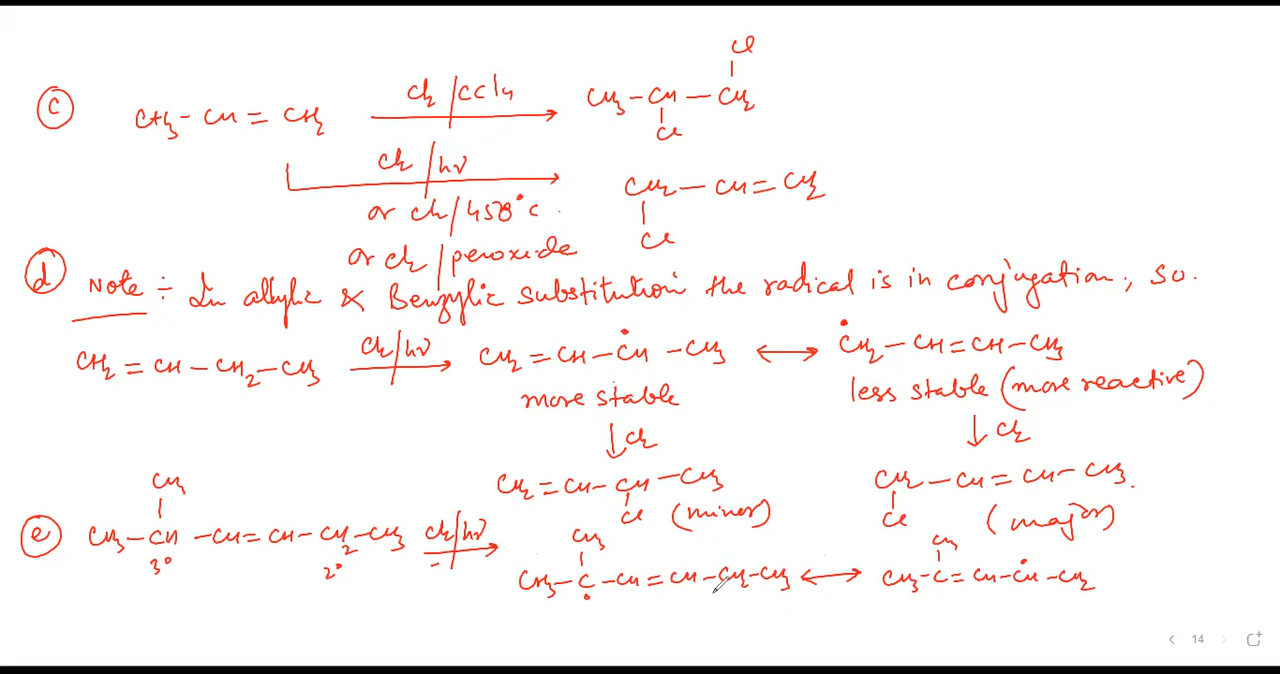 Cl
(c) CH3 - CH = CH2 Cl2/CCl4 → CH3 - CH - CH2
Cl
Cl2/hν → CH2 - CH = CH2
or Cl2/450°C. Cl
or Cl2/peroxide
(d) Note :- In allylic & Benzylic substitution the radical is in conjugation, so.
CH2 = CH - CH2 - CH3 Cl2/hν → CH2 = CH - ĊH - CH3 ↔ ĊH2 - CH = CH - CH3
more stable less stable (more reactive)
↓ Cl2 ↓ Cl2
CH2 = CH - CH - CH3 CH2 - CH = CH - CH3.
Cl (minor) Cl (major)
CH3 CH3 CH3
(e) CH3 - CH - CH = CH - CH2 - CH3 Cl2/hν → CH3 - Ċ - CH = CH - CH2 - CH3 ↔ CH3 - C = CH - ĊH - CH2
3° 2°
14